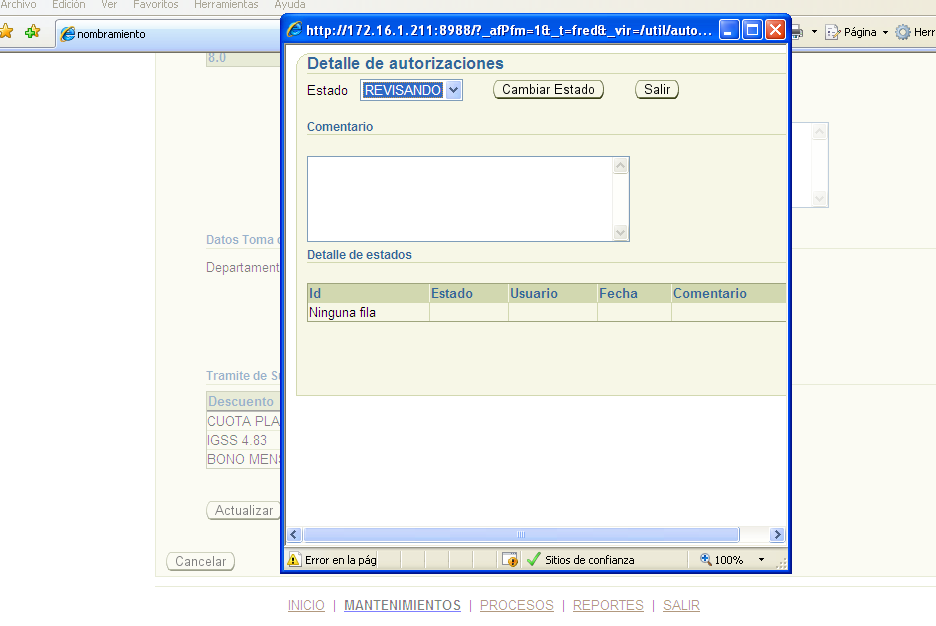 Archivo Edición Ver Favoritos Herramientas Ayuda
nombramiento
Página
Herr
8.0
Datos Toma
Departament
Tramite de S
Descuento
CUOTA PLA
IGSS 4.83
BONO MENS
Actualizar
Cancelar
http://172.16.1.211:8988/?_afPfm=1&_t=fred&_vir=/util/auto...
Detalle de autorizaciones
Estado REVISANDO Cambiar Estado Salir
Comentario
Detalle de estados
Id Estado Usuario Fecha Comentario
Ninguna fila
Error en la pág Sitios de confianza 100%
INICIO | MANTENIMIENTOS | PROCESOS | REPORTES | SALIR